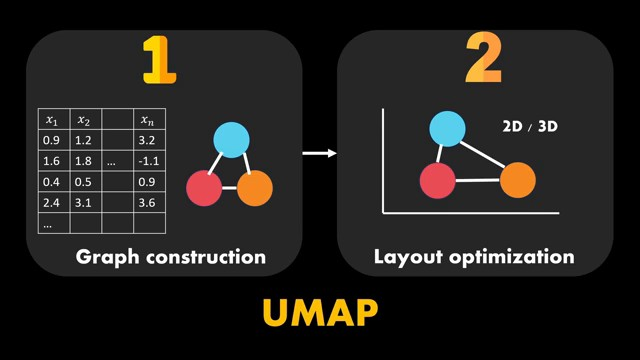 1
x₁ x₂ xₙ
0.9 1.2 3.2
1.6 1.8 ... -1.1
0.4 0.5 0.9
2.4 3.1 3.6
...
Graph construction
2
2D / 3D
Layout optimization
UMAP